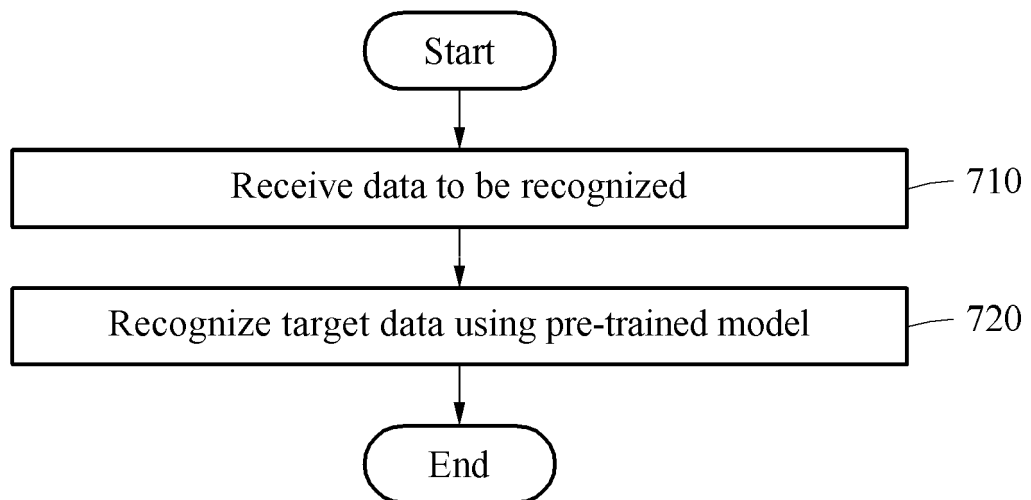 Start
Receive data to be recognized
710
Recognize target data using pre-trained model
720
End